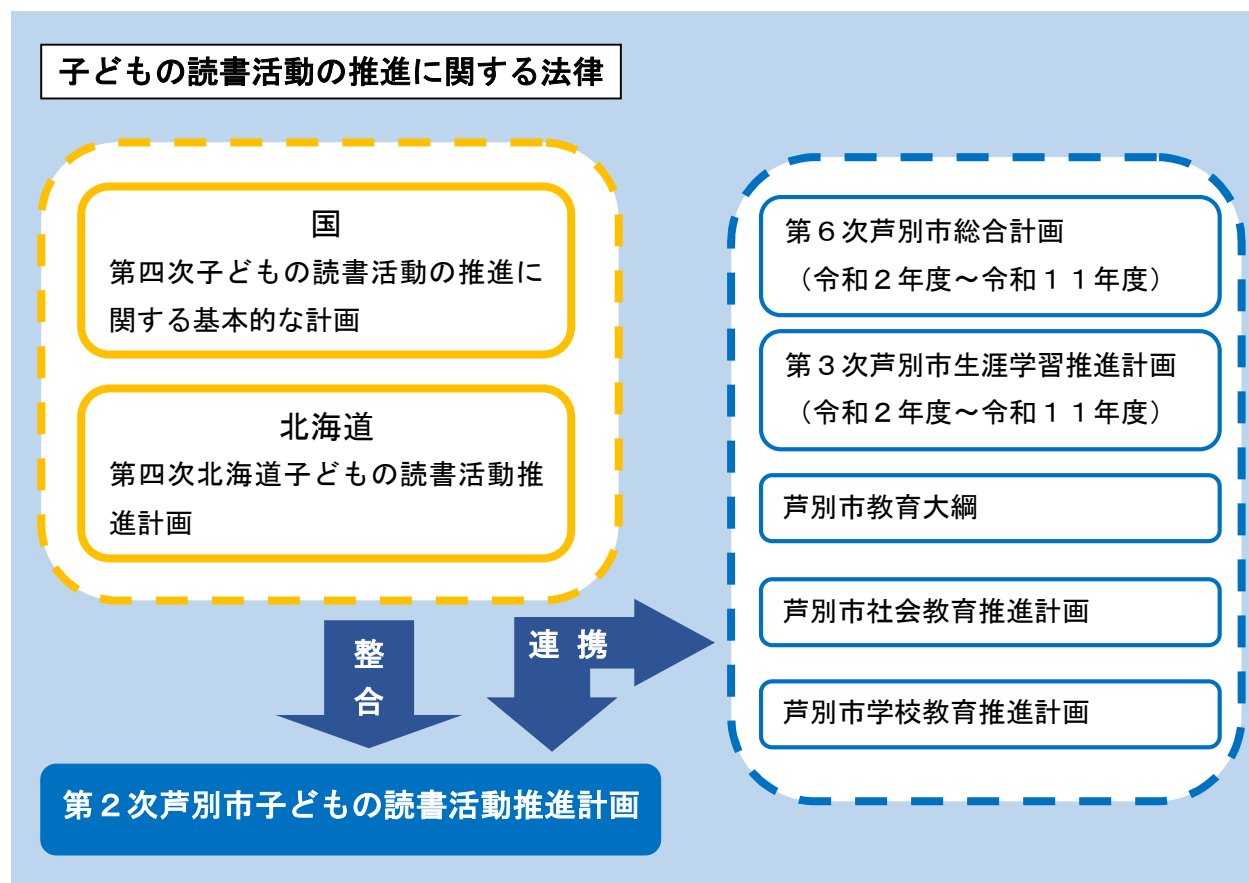 子どもの読書活動の推進に関する法律
国
第四次子どもの読書活動の推進に
関する基本的な計画
北海道
第四次北海道子どもの読書活動推
進計画
整
合
連 携
第２次芦別市子どもの読書活動推進計画
第６次芦別市総合計画
（令和２年度～令和１１年度）
第３次芦別市生涯学習推進計画
（令和２年度～令和１１年度）
芦別市教育大綱
芦別市社会教育推進計画
芦別市学校教育推進計画